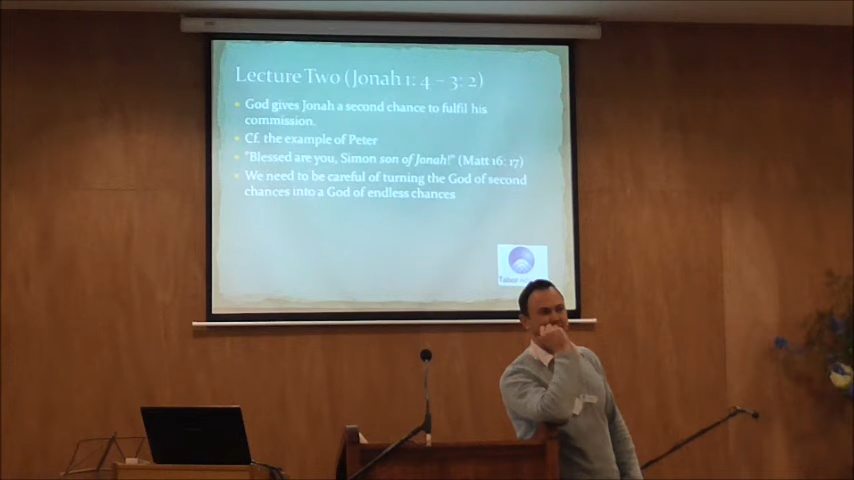 Lecture Two (Jonah 1: 4 – 3: 2)
God gives Jonah a second chance to fulfil his
commission.
Cf. the example of Peter
"Blessed are you, Simon son of Jonah!" (Matt 16: 17)
We need to be careful of turning the God of second
chances into a God of endless chances
Tabor